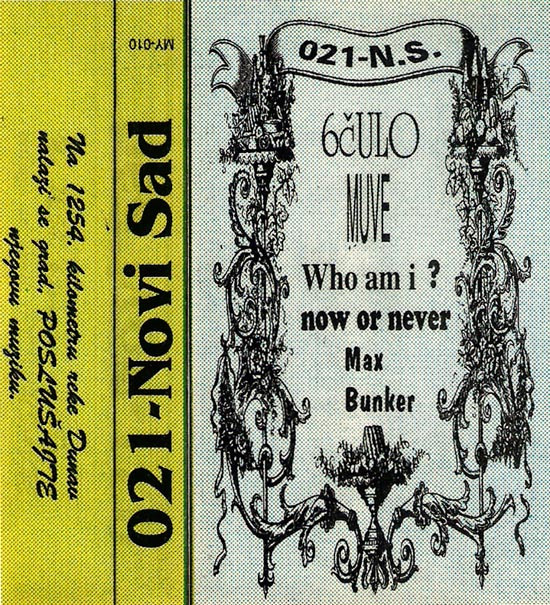 Na 1254. kilometru reke Dunav
nalazi se grad. POSLUŠAJTE
njegovu muziku.
MY-010
021-Novi Sad
021-N.S.
6čULO
MUVE
Who am i ?
now or never
Max
Bunker